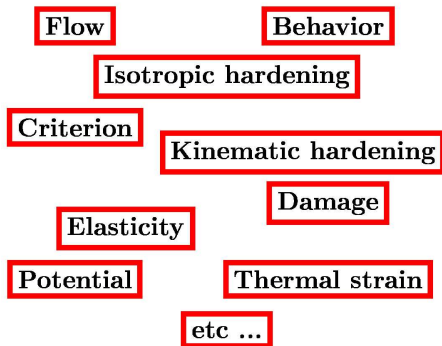 Flow
Behavior
Isotropic hardening
Criterion
Kinematic hardening
Damage
Elasticity
Potential
Thermal strain
etc ...